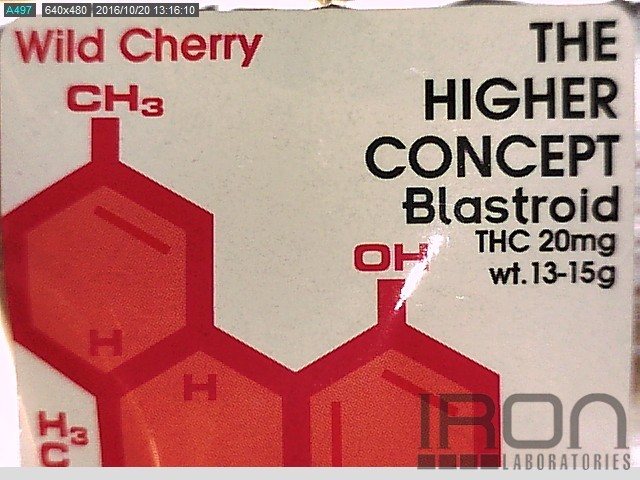 A497 640x480 2016/10/20 13:16:10
Wild Cherry
THE
HIGHER
CONCEPT
Blastroid
THC 20mg
wt.13-15g
CH3
OH
H
H
H3
C
IRON
LABORATORIES